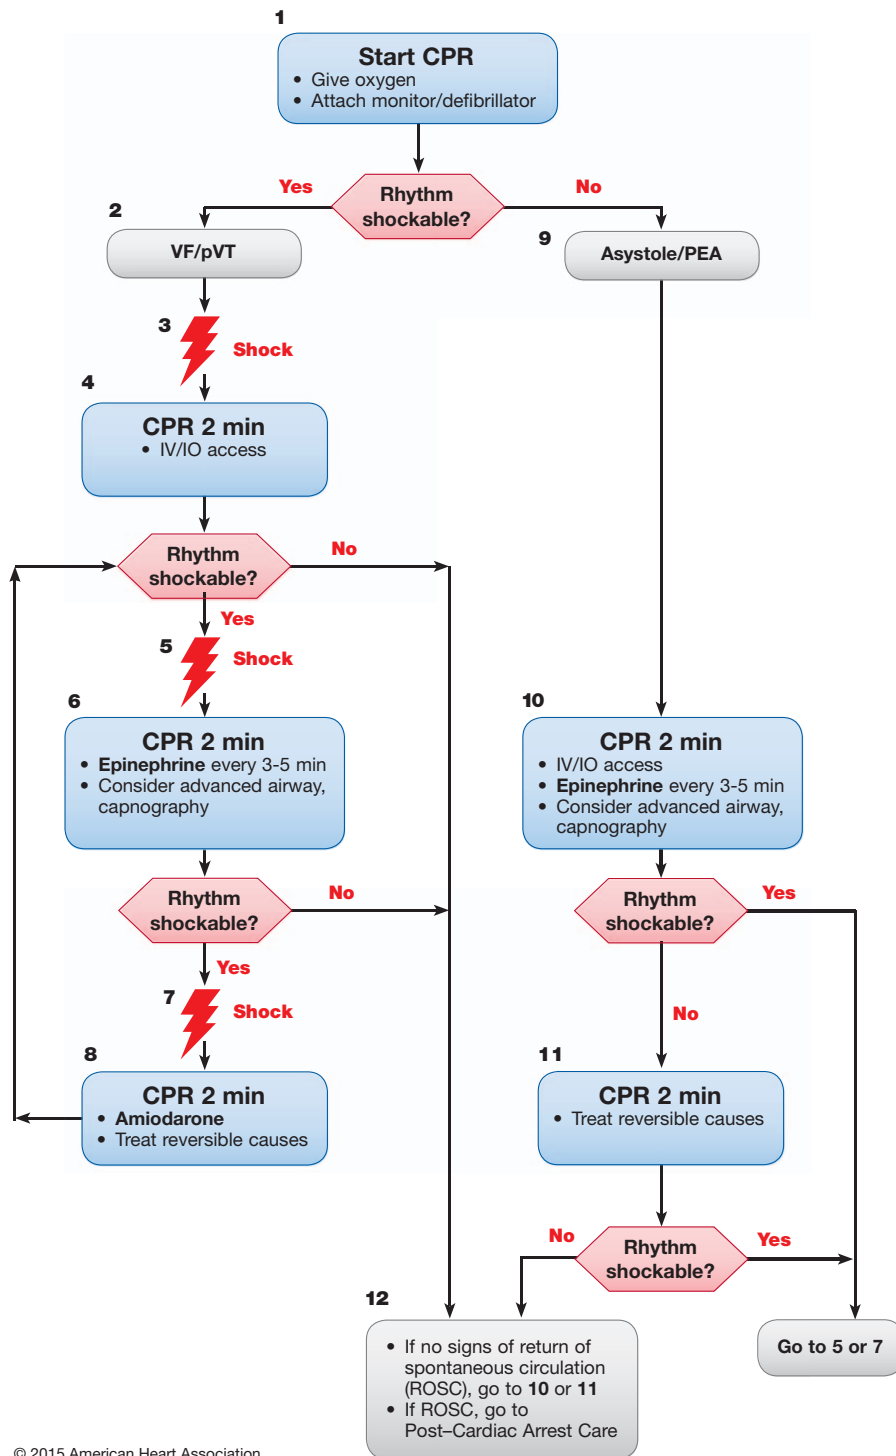 1
Start CPR
• Give oxygen
• Attach monitor/defibrillator
Rhythm
shockable?
Yes
No
2
VF/pVT
9
Asystole/PEA
3
Shock
4
CPR 2 min
• IV/IO access
Rhythm
shockable?
No
Yes
5
Shock
6
CPR 2 min
• Epinephrine every 3-5 min
• Consider advanced airway,
capnography
10
CPR 2 min
• IV/IO access
• Epinephrine every 3-5 min
• Consider advanced airway,
capnography
Rhythm
shockable?
No
Yes
Rhythm
shockable?
Yes
No
7
Shock
8
CPR 2 min
• Amiodarone
• Treat reversible causes
11
CPR 2 min
• Treat reversible causes
Rhythm
shockable?
No
Yes
12
• If no signs of return of
spontaneous circulation
(ROSC), go to 10 or 11
• If ROSC, go to
Post–Cardiac Arrest Care
Go to 5 or 7
© 2015 American Heart Association